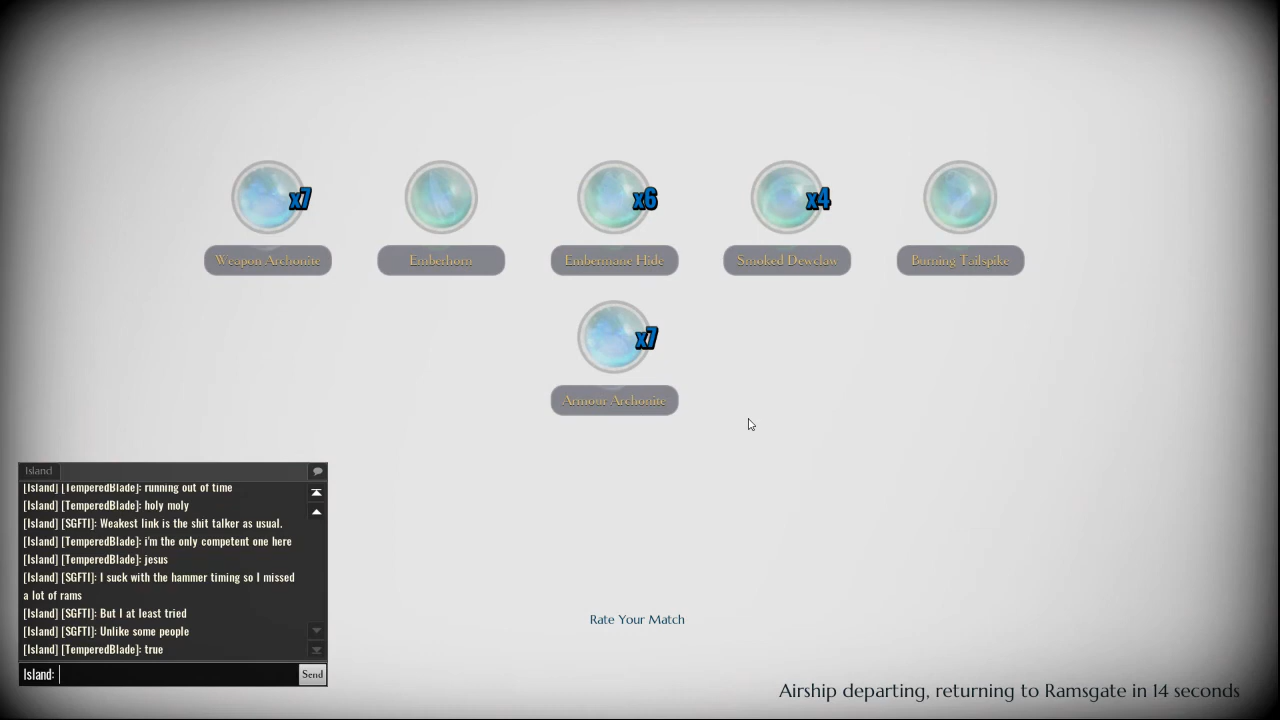 x7
x6
x4
Weapon Archonite
Emberhorn
Embermane Hide
Smoked Dewclaw
Burning Tailspike
x7
Armour Archonite
Island
[Island] [TemperedBlade]: running out of time
[Island] [TemperedBlade]: holy moly
[Island] [SGFTI]: Weakest link is the shit talker as usual.
[Island] [TemperedBlade]: i'm the only competent one here
[Island] [TemperedBlade]: jesus
[Island] [SGFTI]: I suck with the hammer timing so I missed
a lot of rams
[Island] [SGFTI]: But I at least tried
[Island] [SGFTI]: Unlike some people
[Island] [TemperedBlade]: true
Island:
Send
Rate Your Match
Airship departing, returning to Ramsgate in 14 seconds